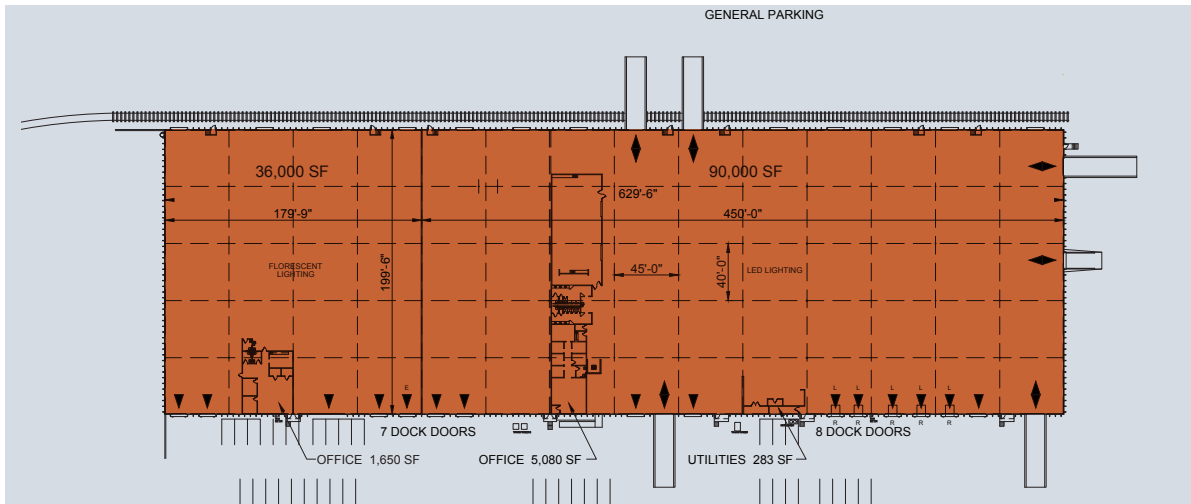 GENERAL PARKING
36,000 SF
90,000 SF
629'-6"
179'-9"
450'-0"
FLORESCENT
LIGHTING
199'-6"
45'-0"
40'-0"
LED LIGHTING
E
L L L L L
R R R R R
7 DOCK DOORS
8 DOCK DOORS
OFFICE 1,650 SF
OFFICE 5,080 SF
UTILITIES 283 SF